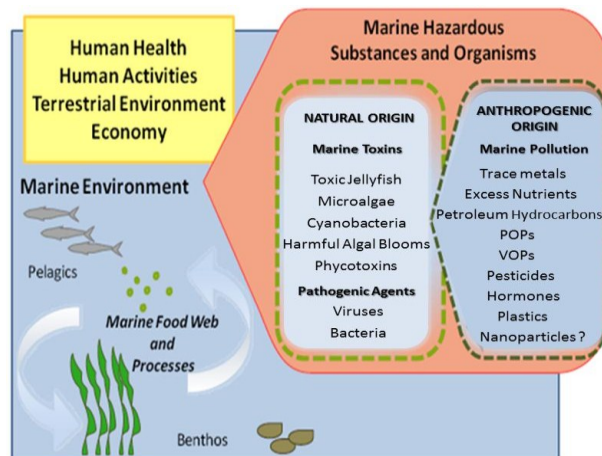 Human Health
Human Activities
Terrestrial Environment
Economy
Marine Environment
Pelagics
Marine Food Web
and
Processes
Benthos
Marine Hazardous
Substances and Organisms
NATURAL ORIGIN
Marine Toxins
Toxic Jellyfish
Microalgae
Cyanobacteria
Harmful Algal Blooms
Phycotoxins
Pathogenic Agents
Viruses
Bacteria
ANTHROPOGENIC
ORIGIN
Marine Pollution
Trace metals
Excess Nutrients
Petroleum Hydrocarbons
POPs
VOPs
Pesticides
Hormones
Plastics
Nanoparticles ?